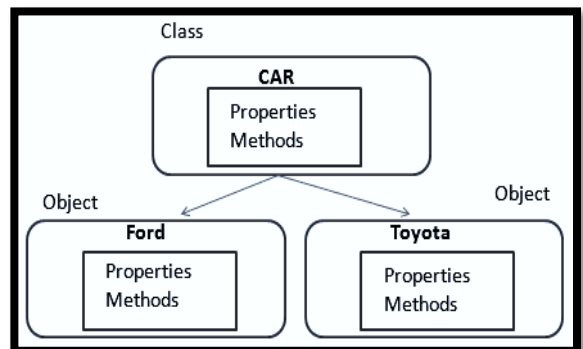 Class
CAR
Properties
Methods
Object
Object
Ford
Toyota
Properties
Methods
Properties
Methods